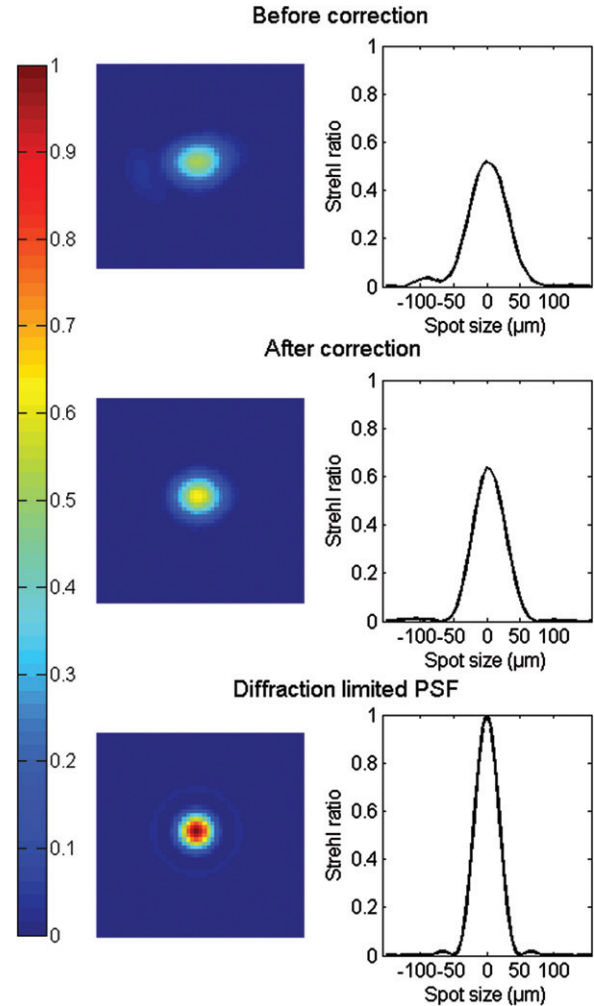 Before correction
1
0.9
0.8
0.7
0.6
0.5
0.4
0.3
0.2
0.1
0
1
0.8
0.6
0.4
0.2
0
Strehl ratio
-100 -50 0 50 100
Spot size (µm)
After correction
1
0.8
0.6
0.4
0.2
0
Strehl ratio
-100 -50 0 50 100
Spot size (µm)
Diffraction limited PSF
1
0.8
0.6
0.4
0.2
0
Strehl ratio
-100 -50 0 50 100
Spot size (µm)